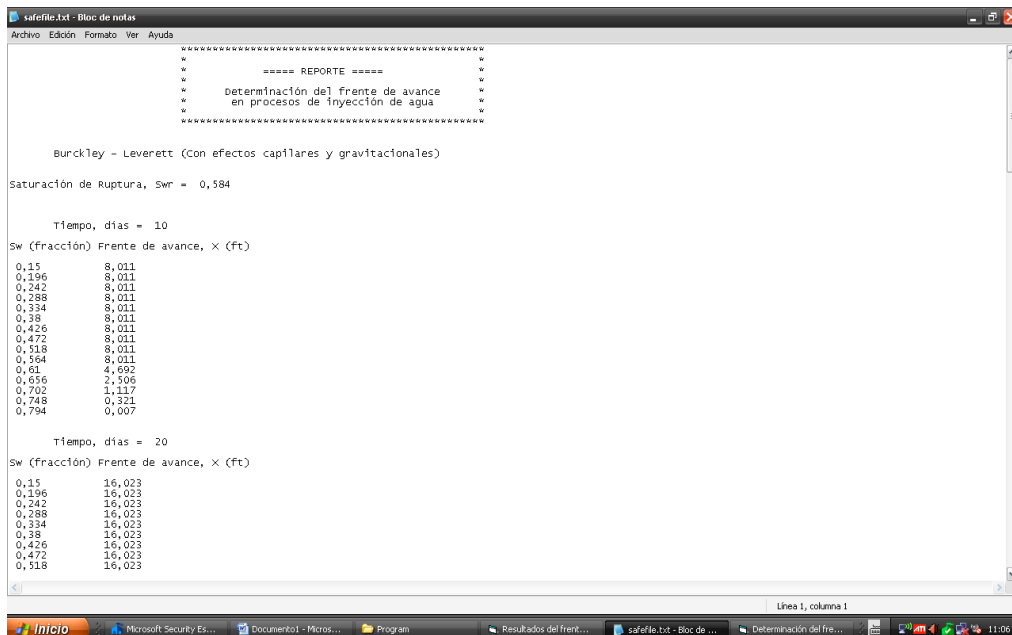 safefile.txt - Bloc de notas
Archivo Edición Formato Ver Ayuda
************************************************
* *
* ===== REPORTE ===== *
* *
* Determinación del frente de avance *
* en procesos de inyección de agua *
* *
************************************************
Burckley - Leverett (Con efectos capilares y gravitacionales)
Saturación de Ruptura, Swr = 0,584
Tiempo, días = 10
Sw (fracción) Frente de avance, X (ft)
0,15 8,011
0,196 8,011
0,242 8,011
0,288 8,011
0,334 8,011
0,38 8,011
0,426 8,011
0,472 8,011
0,518 8,011
0,564 8,011
0,61 4,692
0,656 2,506
0,702 1,117
0,748 0,321
0,794 0,007
Tiempo, días = 20
Sw (fracción) Frente de avance, X (ft)
0,15 16,023
0,196 16,023
0,242 16,023
0,288 16,023
0,334 16,023
0,38 16,023
0,426 16,023
0,472 16,023
0,518 16,023
Línea 1, columna 1
Inicio Microsoft Security Es... Documento1 - Micros... Program Resultados del frent... safefile.txt - Bloc de ... Determinación del fre... 11:06